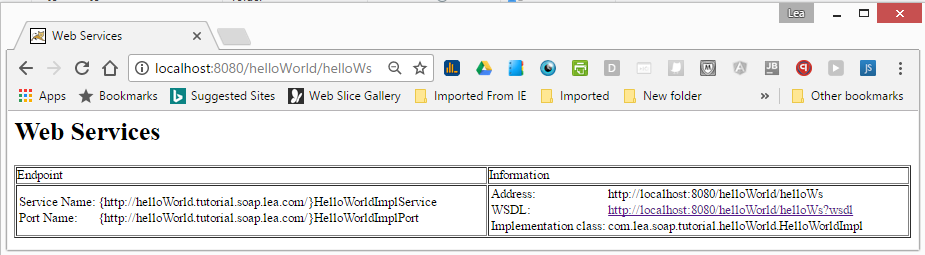 Lea
Web Services
localhost:8080/helloWorld/helloWs
Apps Bookmarks Suggested Sites Web Slice Gallery Imported From IE Imported New folder » Other bookmarks
Web Services
Endpoint Information
Service Name: {http://helloWorld.tutorial.soap.lea.com/}HelloWorldImplService
Port Name: {http://helloWorld.tutorial.soap.lea.com/}HelloWorldImplPort
Address: http://localhost:8080/helloWorld/helloWs
WSDL: http://localhost:8080/helloWorld/helloWs?wsdl
Implementation class: com.lea.soap.tutorial.helloWorld.HelloWorldImpl